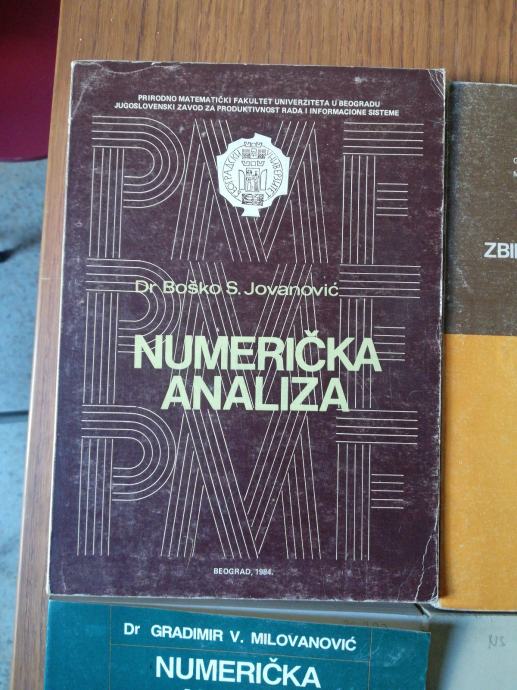 PRIRODNO MATEMATIČKI FAKULTET UNIVERZITETA U BEOGRADU
JUGOSLOVENSKI ZAVOD ZA PRODUKTIVNOST RADA I INFORMACIONE SISTEME
PMF
Dr Boško S. Jovanović
PMF
NUMERIČKA
ANALIZA
PMF
BEOGRAD, 1984.
ZBI
Dr GRADIMIR V. MILOVANOVIĆ
NUMERIČKA